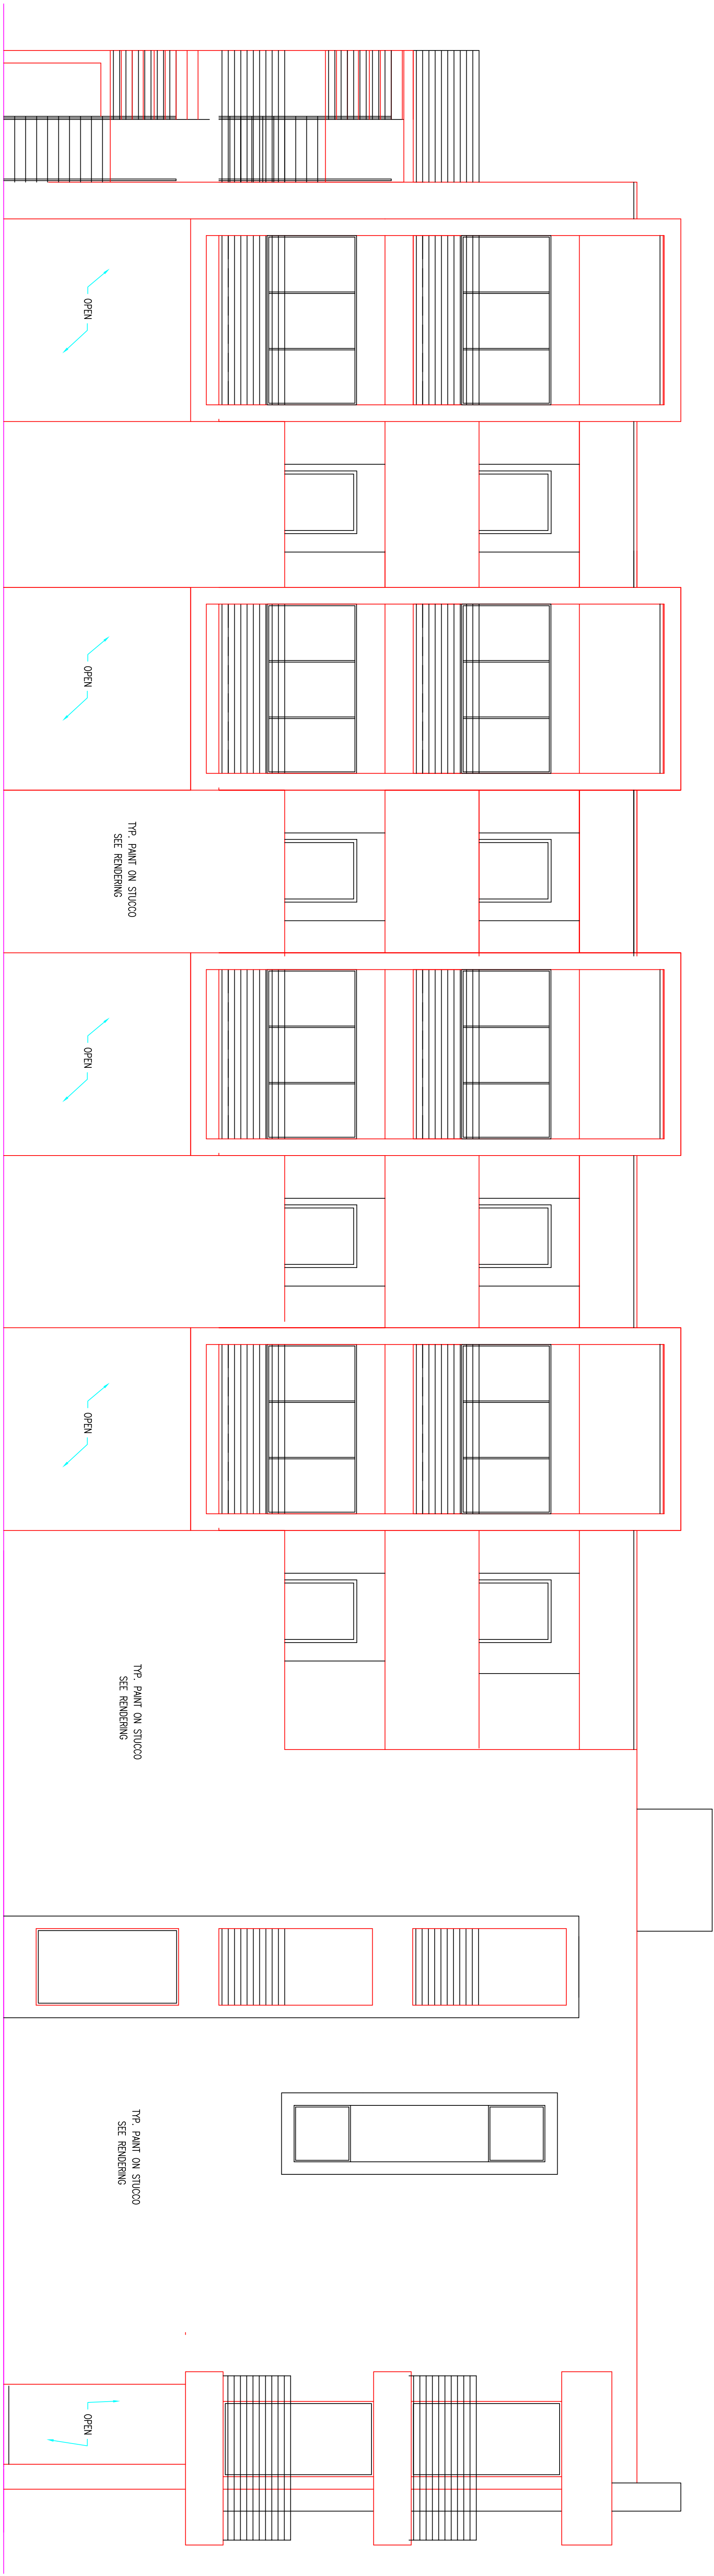 OPEN
OPEN
TYP. PAINT ON STUCCO
SEE RENDERING
OPEN
OPEN
TYP. PAINT ON STUCCO
SEE RENDERING
TYP. PAINT ON STUCCO
SEE RENDERING
OPEN